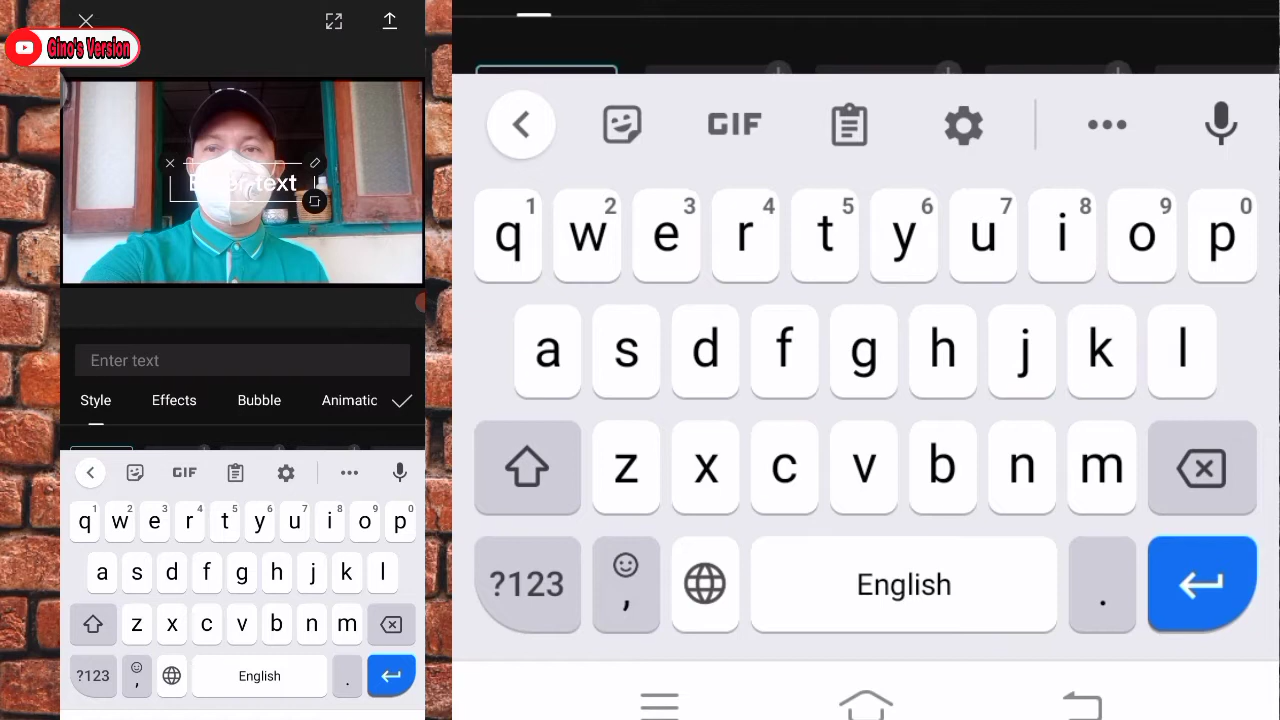 Gino's Version
Enter text
Enter text
Style Effects Bubble Animatic
GIF
q1 w2 e3 r4 t5 y6 u7 i8 o9 p0
a s d f g h j k l
z x c v b n m
?123 , English .
GIF
q1 w2 e3 r4 t5 y6 u7 i8 o9 p0
a s d f g h j k l
z x c v b n m
?123 , English .